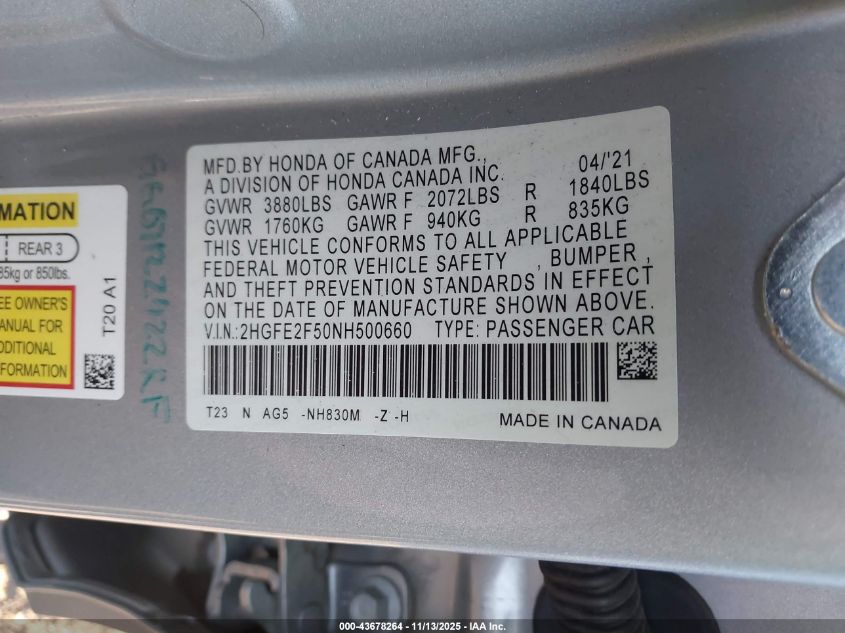 MFD.BY HONDA OF CANADA MFG., 04/'21
A DIVISION OF HONDA CANADA INC.
GVWR 3880LBS GAWR F 2072LBS R 1840LBS
GVWR 1760KG GAWR F 940KG R 835KG
THIS VEHICLE CONFORMS TO ALL APPLICABLE
FEDERAL MOTOR VEHICLE SAFETY , BUMPER ,
AND THEFT PREVENTION STANDARDS IN EFFECT
ON THE DATE OF MANUFACTURE SHOWN ABOVE.
V.I.N.:2HGFE2F50NH500660 TYPE: PASSENGER CAR
T23 N AG5 -NH830M -Z -H
MADE IN CANADA
MATION
REAR 3
85kg or 850lbs.
EE OWNER'S
ANUAL FOR
DDITIONAL
FORMATION
T20 A1
000-43678264 - 11/13/2025 - IAA Inc.